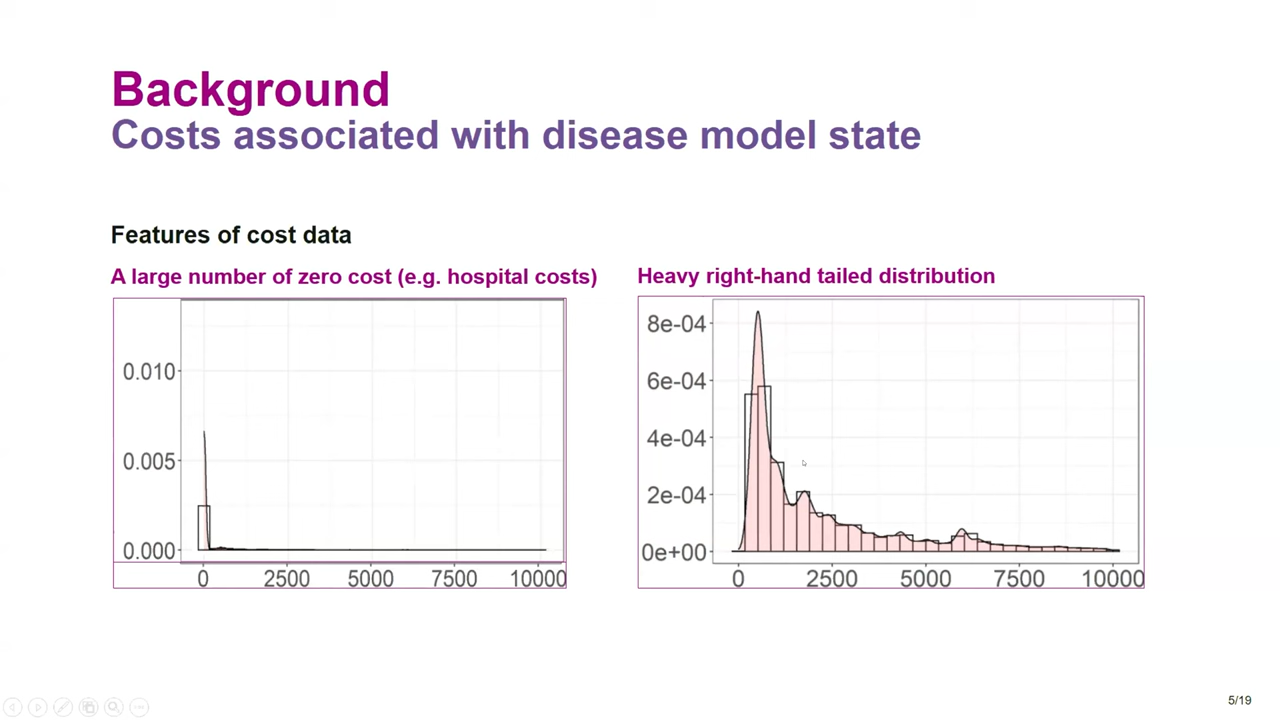 Background
Costs associated with disease model state
Features of cost data
A large number of zero cost (e.g. hospital costs)
0.010
0.005
0.000
0 2500 5000 7500 10000
Heavy right-hand tailed distribution
8e-04
6e-04
4e-04
2e-04
0e+00
0 2500 5000 7500 10000
5/19